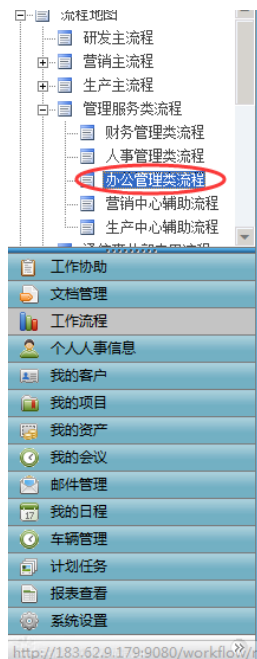 流程地图
研发主流程
营销主流程
生产主流程
管理服务类流程
财务管理类流程
人事管理类流程
办公管理类流程
营销中心辅助流程
生产中心辅助流程
工作协助
文档管理
工作流程
个人人事信息
我的客户
我的项目
我的资产
我的会议
邮件管理
17 我的日程
车辆管理
计划任务
报表查看
系统设置
http://183.62.9.179:9080/workflow/